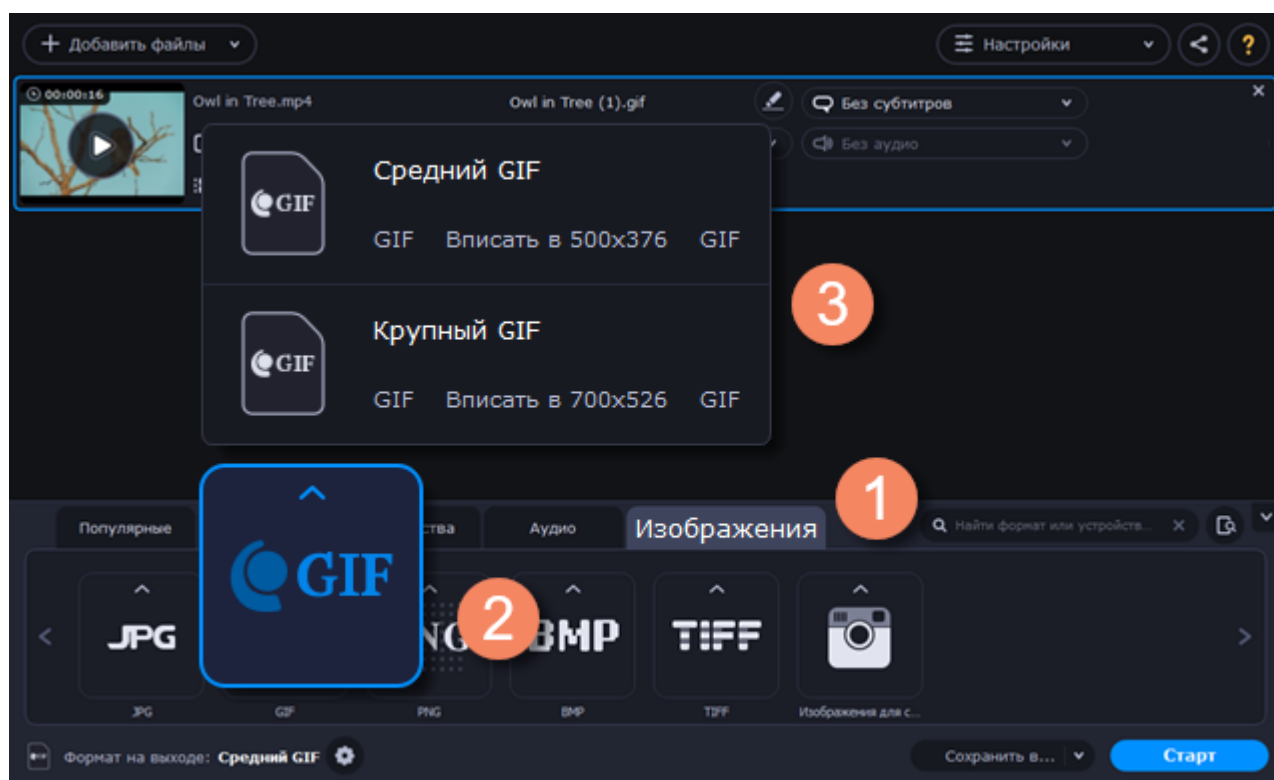 + Добавить файлы
Настройки
?
00:00:16
Owl in Tree.mp4
Owl in Tree (1).gif
Без субтитров
Без аудио
GIF
Средний GIF
GIF Вписать в 500x376 GIF
3
GIF
Крупный GIF
GIF Вписать в 700x526 GIF
1
Популярные
ства
Аудио
Изображения
Найти формат или устройств...
GIF
2
JPG
NG
BMP
TIFF
JPG
GIF
PNG
BMP
TIFF
Изображения для с...
Формат на выходе: Средний GIF
Сохранить в...
Старт